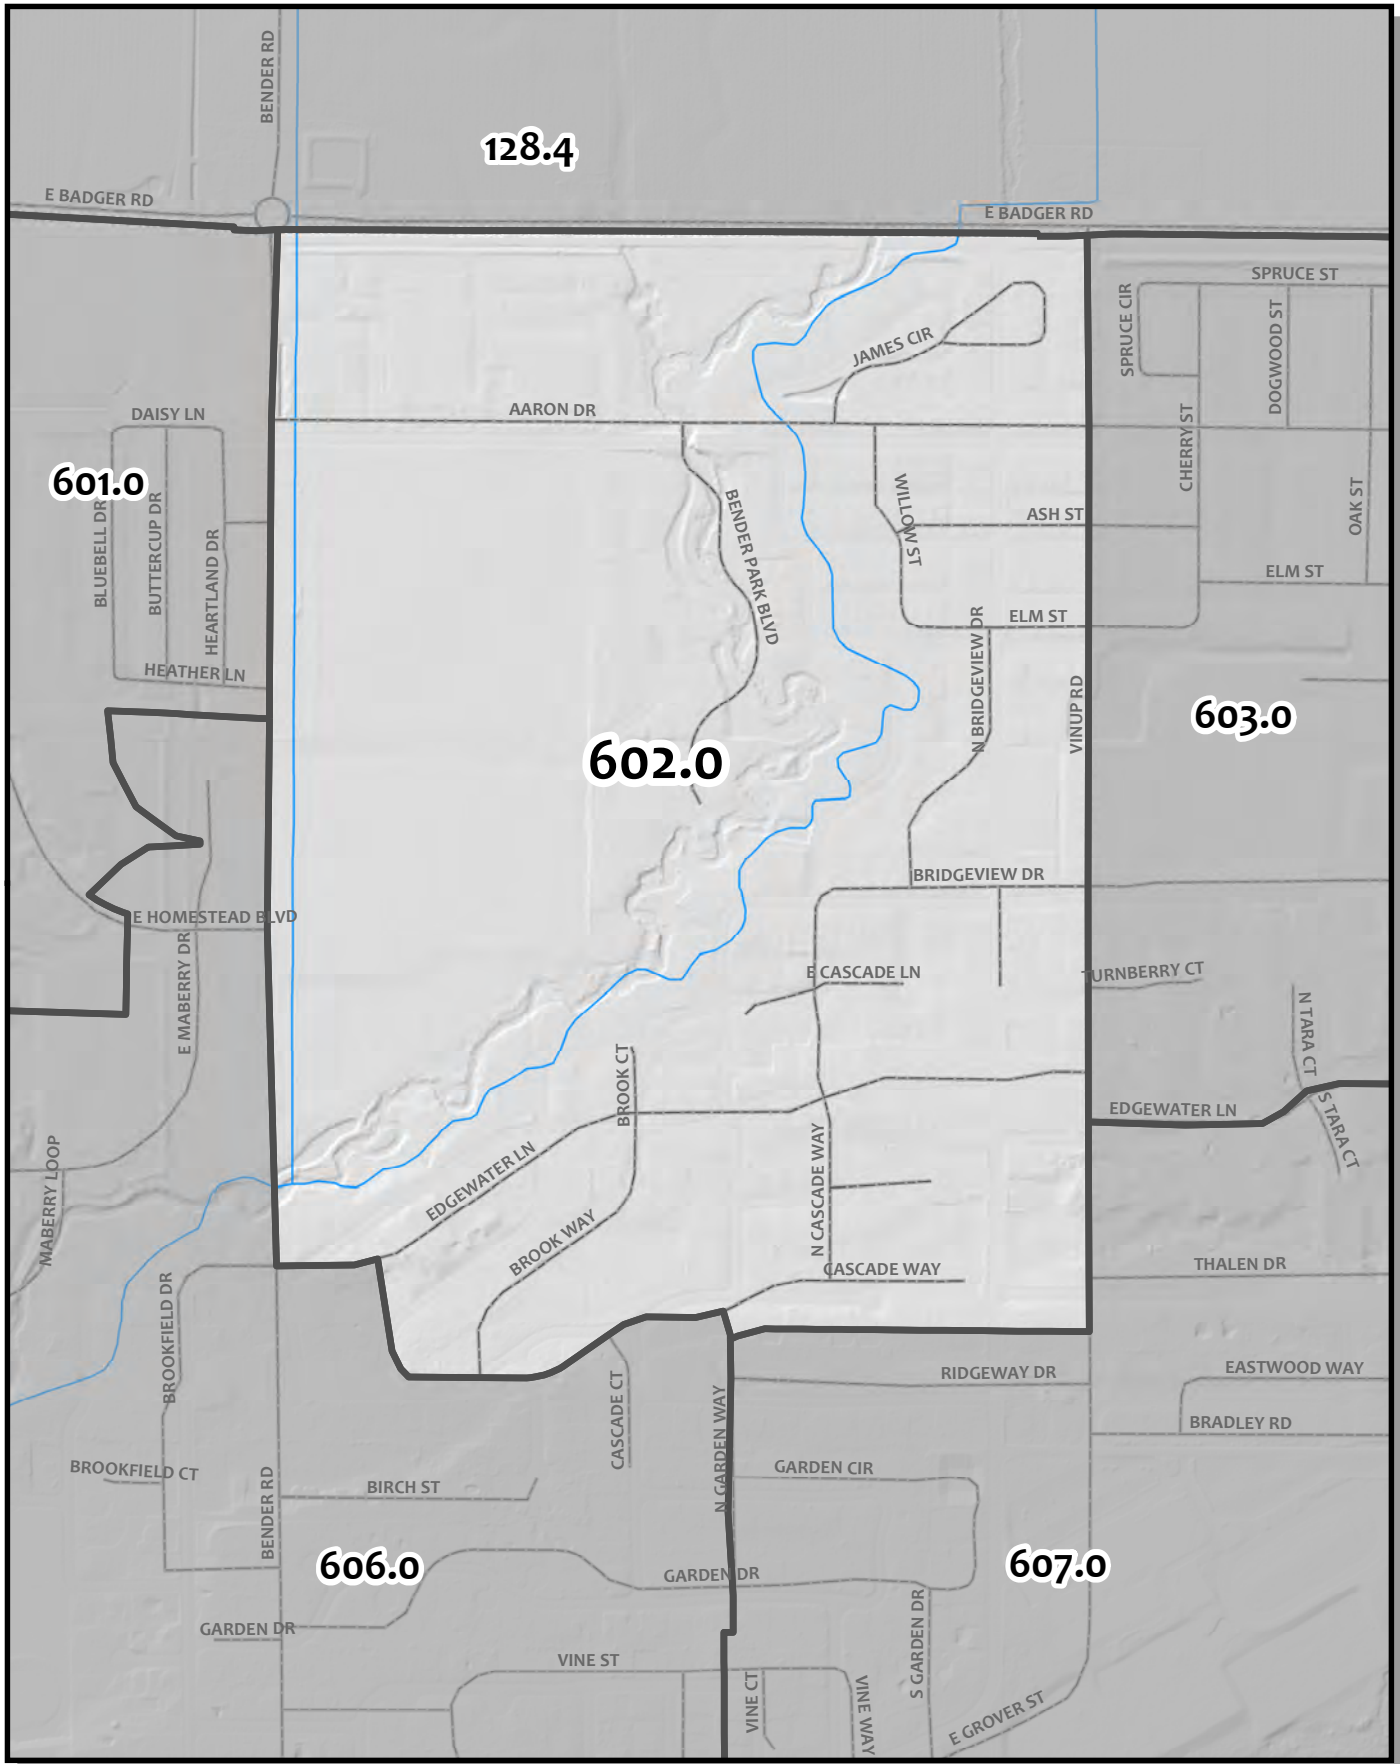 BENDER RD
128.4
E BADGER RD
E BADGER RD
SPRUCE ST
SPRUCE CIR
DOGWOOD ST
JAMES CIR
DAISY LN
AARON DR
CHERRY ST
601.0
BLUEBELL DR
BUTTERCUP DR
HEARTLAND DR
BENDER PARK BLVD
WILLOW ST
ASH ST
OAK ST
ELM ST
ELM ST
HEATHER LN
N BRIDGEVIEW DR
VINUP RD
603.0
602.0
BRIDGEVIEW DR
E HOMESTEAD BLVD
E MABERRY DR
E CASCADE LN
TURNBERRY CT
N TARA CT
BROOK CT
EDGEWATER LN
S TARA CT
MABERRY LOOP
EDGEWATER LN
N CASCADE WAY
BROOK WAY
CASCADE WAY
THALEN DR
BROOKFIELD DR
RIDGEWAY DR
EASTWOOD WAY
CASCADE CT
N GARDEN WAY
BRADLEY RD
BROOKFIELD CT
BENDER RD
BIRCH ST
GARDEN CIR
606.0
607.0
GARDEN DR
GARDEN DR
S GARDEN DR
VINE ST
VINE CT
VINE WAY
E GROVER ST